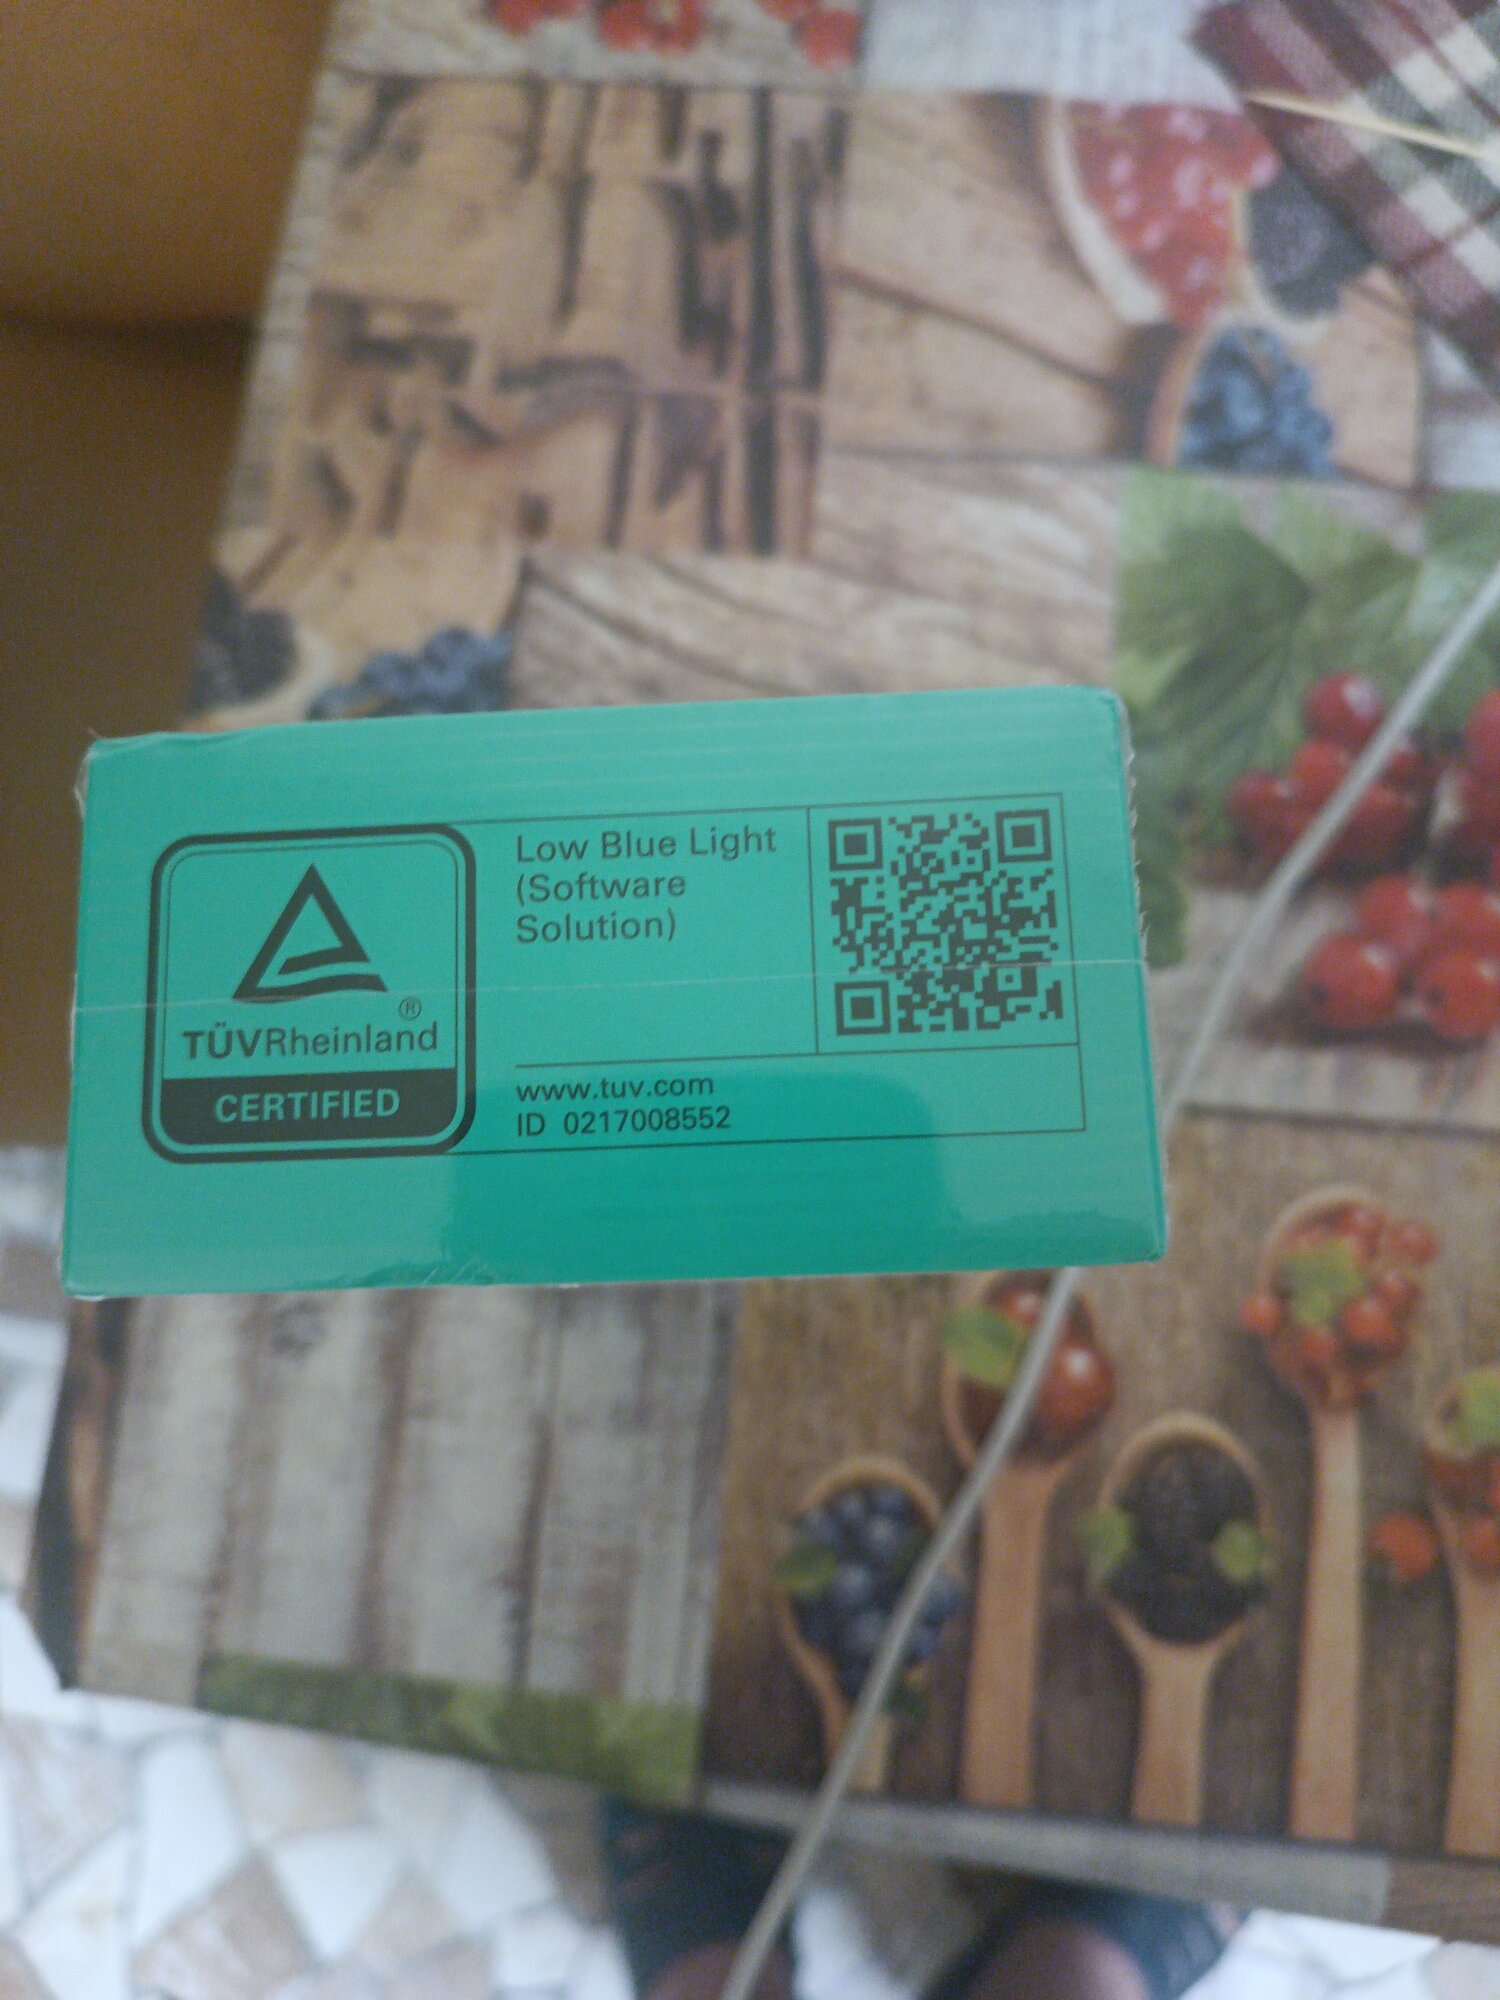 Low Blue Light
(Software
Solution)
®
TÜVRheinland
CERTIFIED
www.tuv.com
ID 0217008552